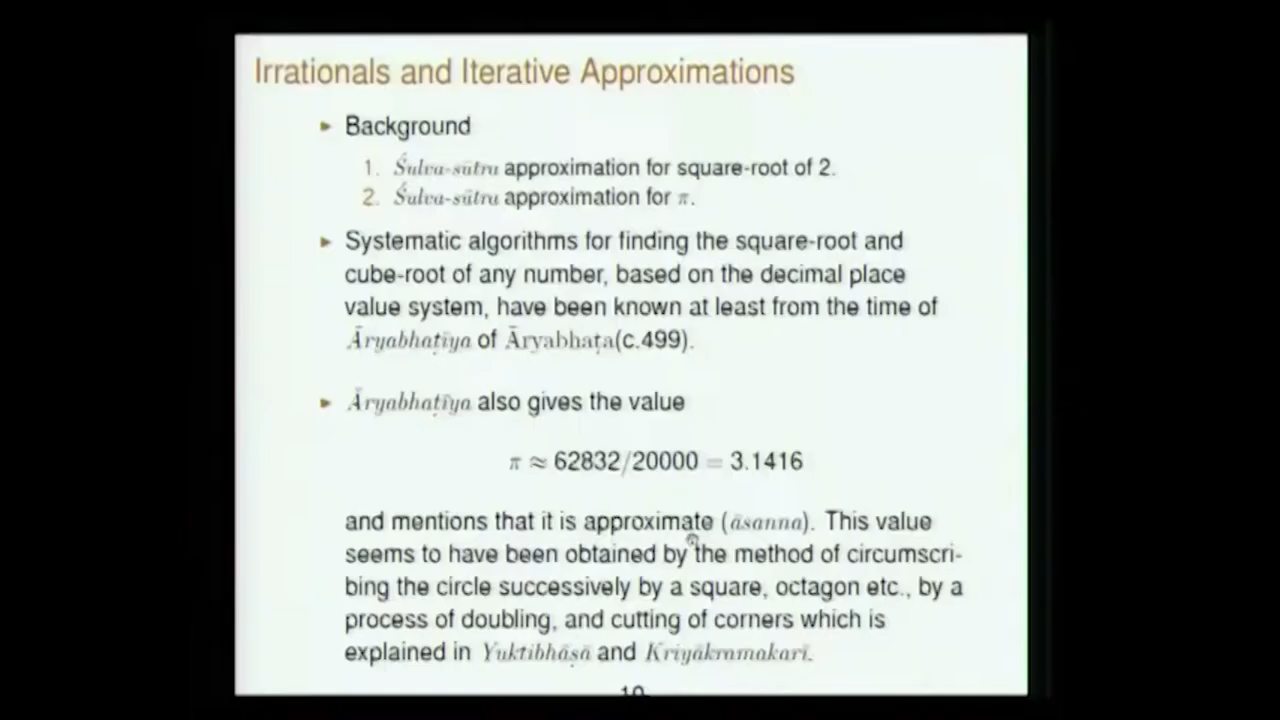 Irrationals and Iterative Approximations
▸ Background
1. Śulva-sūtra approximation for square-root of 2.
2. Śulva-sūtra approximation for π.
▸ Systematic algorithms for finding the square-root and
cube-root of any number, based on the decimal place
value system, have been known at least from the time of
Āryabhaṭīya of Āryabhaṭa(c.499).
▸ Āryabhaṭīya also gives the value
π ≈ 62832/20000 = 3.1416
and mentions that it is approximate (āsanna). This value
seems to have been obtained by the method of circumscri-
bing the circle successively by a square, octagon etc., by a
process of doubling, and cutting of corners which is
explained in Yuktibhāṣā and Kriyākramakarī.
10